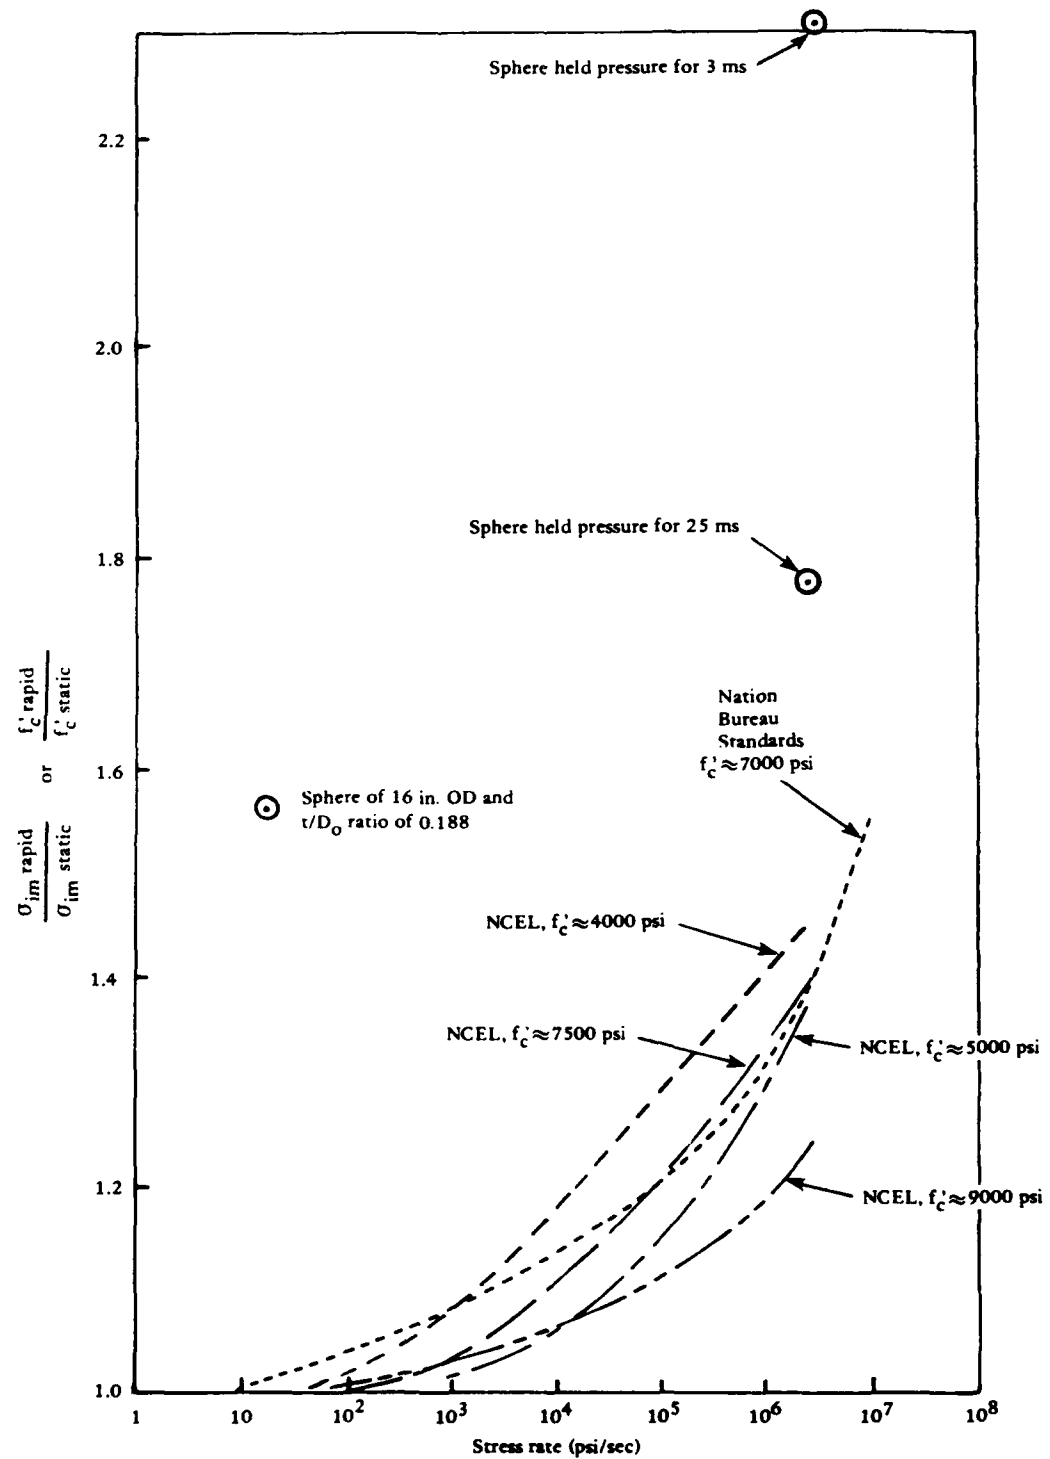 Sphere held pressure for 3 ms
2.2
2.0
Sphere held pressure for 25 ms
1.8
Nation
Bureau
Standards
f'c≈7000 psi
1.6
Sphere of 16 in. OD and
t/Do ratio of 0.188
NCEL, f'c≈4000 psi
1.4
NCEL, f'c≈7500 psi
NCEL, f'c≈5000 psi
1.2
NCEL, f'c≈9000 psi
1.0
1 10 10² 10³ 10⁴ 10⁵ 10⁶ 10⁷ 10⁸
Stress rate (psi/sec)
σim rapid
σim static
or
f'c rapid
f'c static